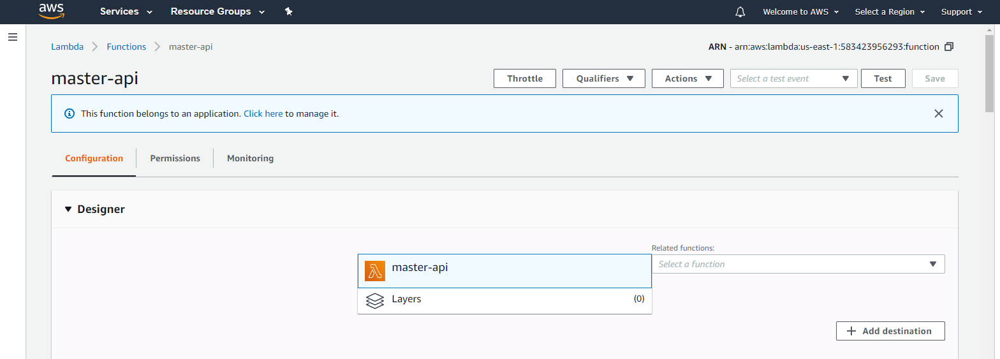 aws Services Resource Groups Welcome to AWS Select a Region Support
Lambda Functions master-api ARN - arn:aws:lambda:us-east-1:583423956293:function
master-api Throttle Qualifiers Actions Select a test event Test Save
This function belongs to an application. Click here to manage it.
Configuration Permissions Monitoring
Designer
Related functions:
master-api Select a function
Layers (0)
Add destination